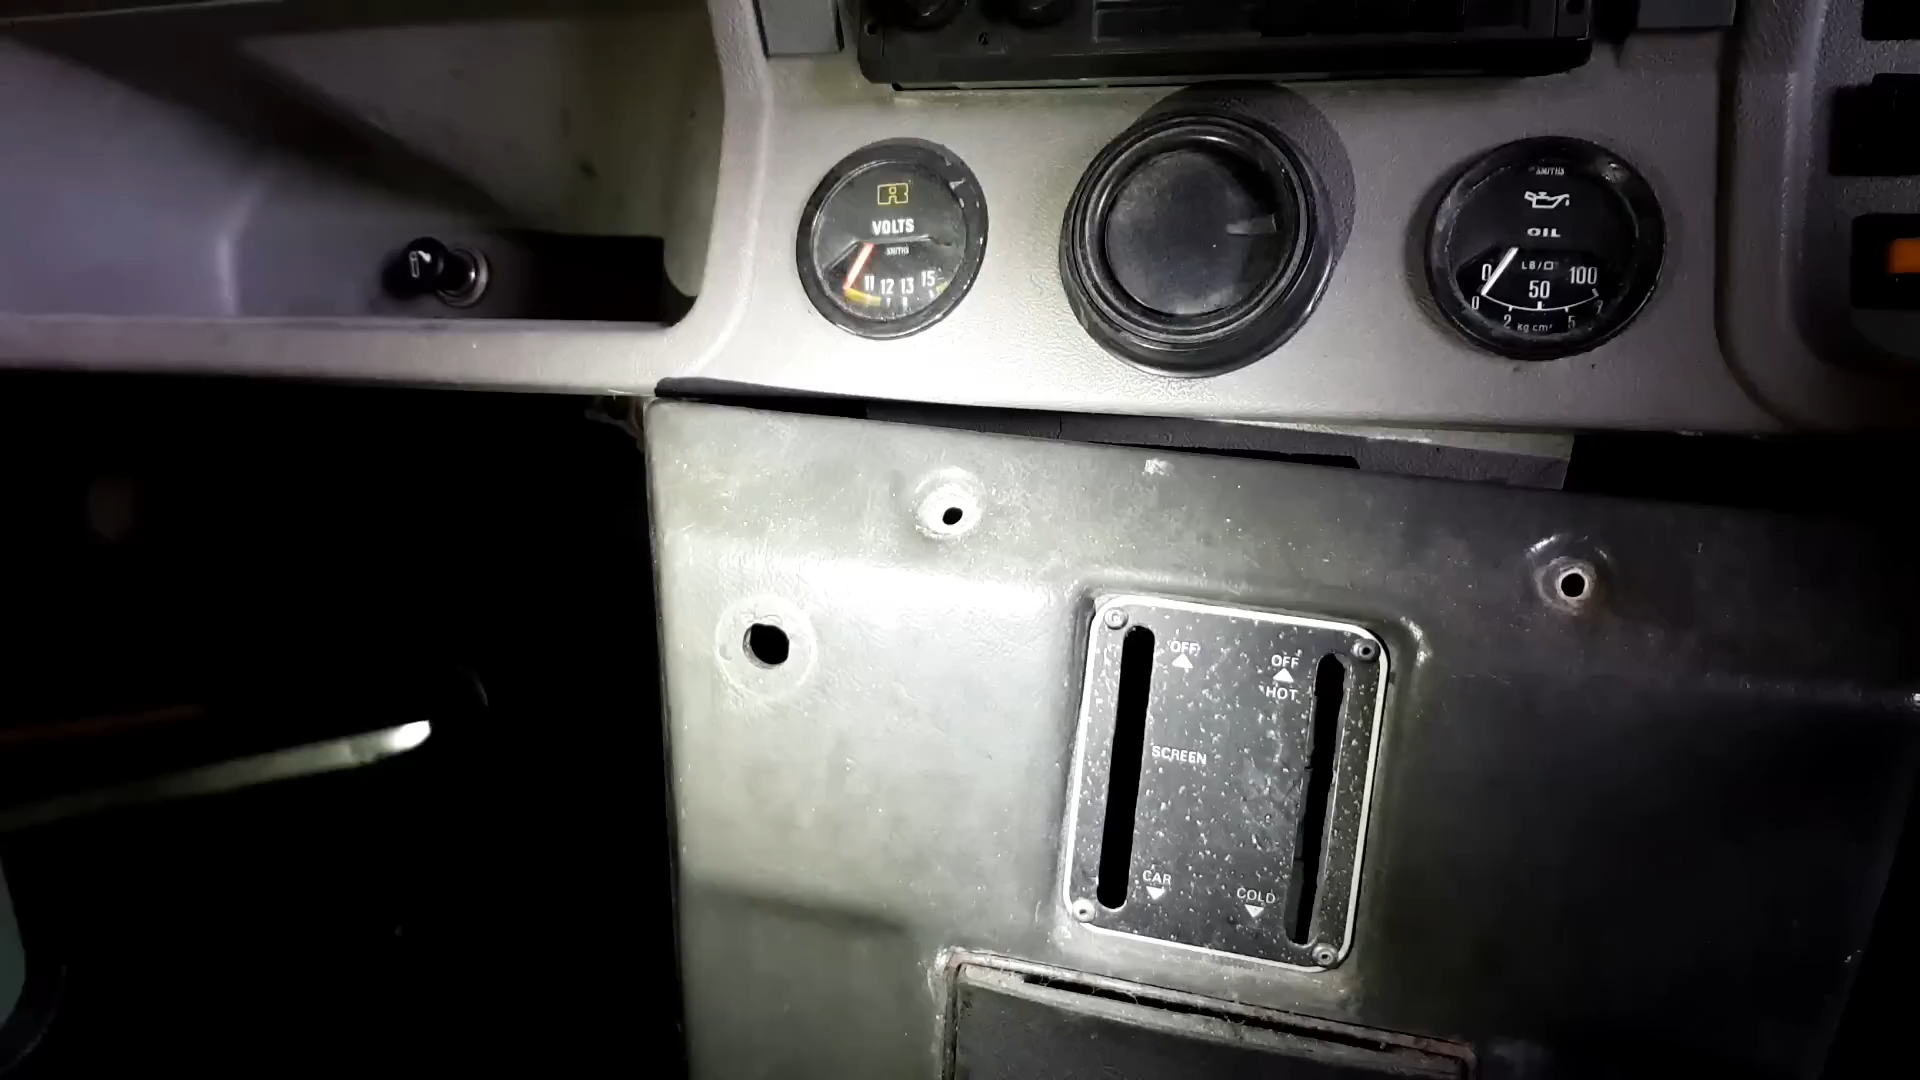 VOLTS
SMITHS
11 12 13 15
SMITHS
OIL
LB/□"
0 50 100
0 2 kg cm² 5 7
OFF
OFF
HOT
SCREEN
CAR
COLD